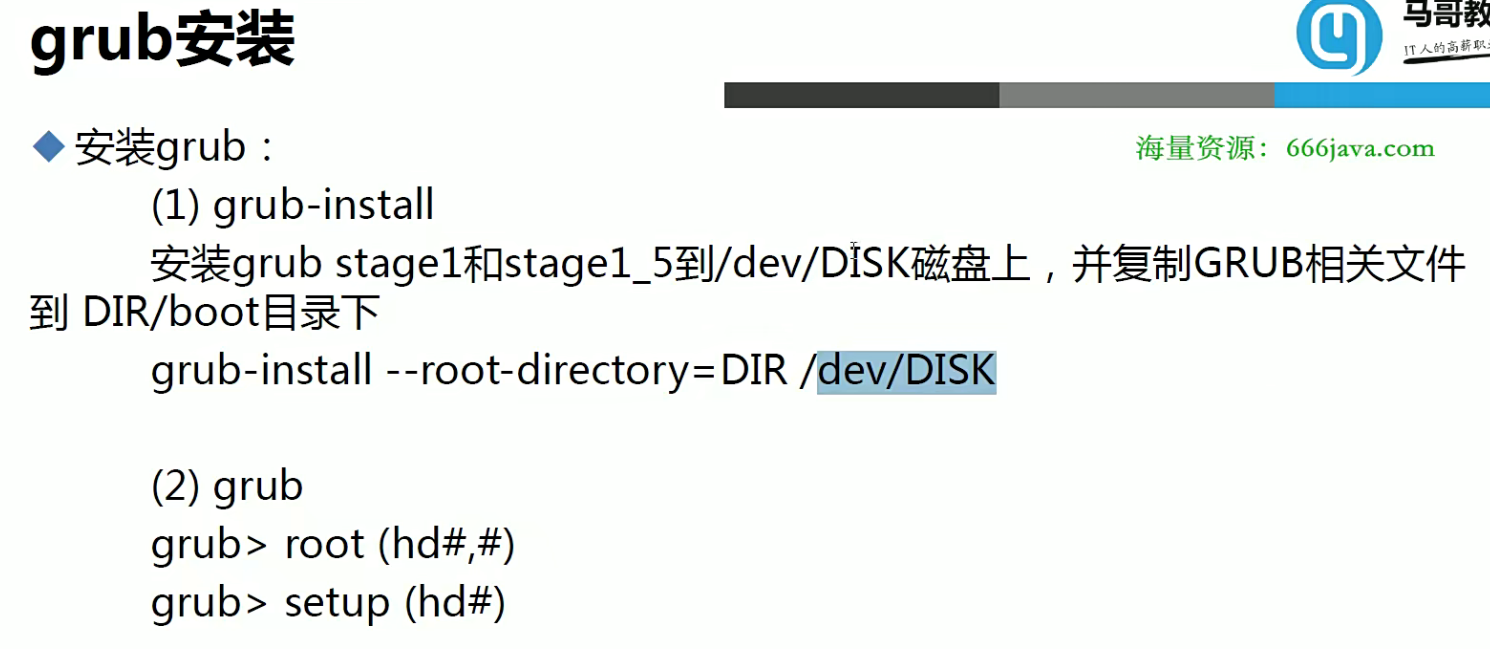 grub安装
马哥教
IT人的高薪职
海量资源：666java.com
安装grub：
(1) grub-install
安装grub stage1和stage1_5到/dev/DISK磁盘上，并复制GRUB相关文件
到 DIR/boot目录下
grub-install --root-directory=DIR /dev/DISK
(2) grub
grub> root (hd#,#)
grub> setup (hd#)